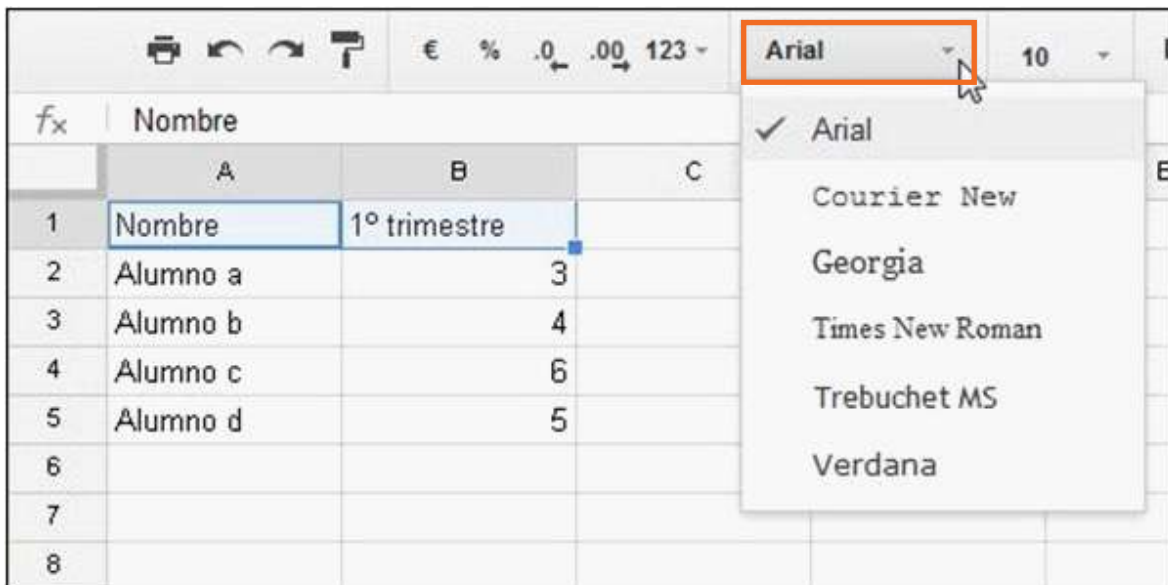 € % .0 .00 123 Arial 10
fx Nombre
A B C E
1 Nombre 1º trimestre
2 Alumno a 3
3 Alumno b 4
4 Alumno c 6
5 Alumno d 5
6
7
8
Arial
Courier New
Georgia
Times New Roman
Trebuchet MS
Verdana